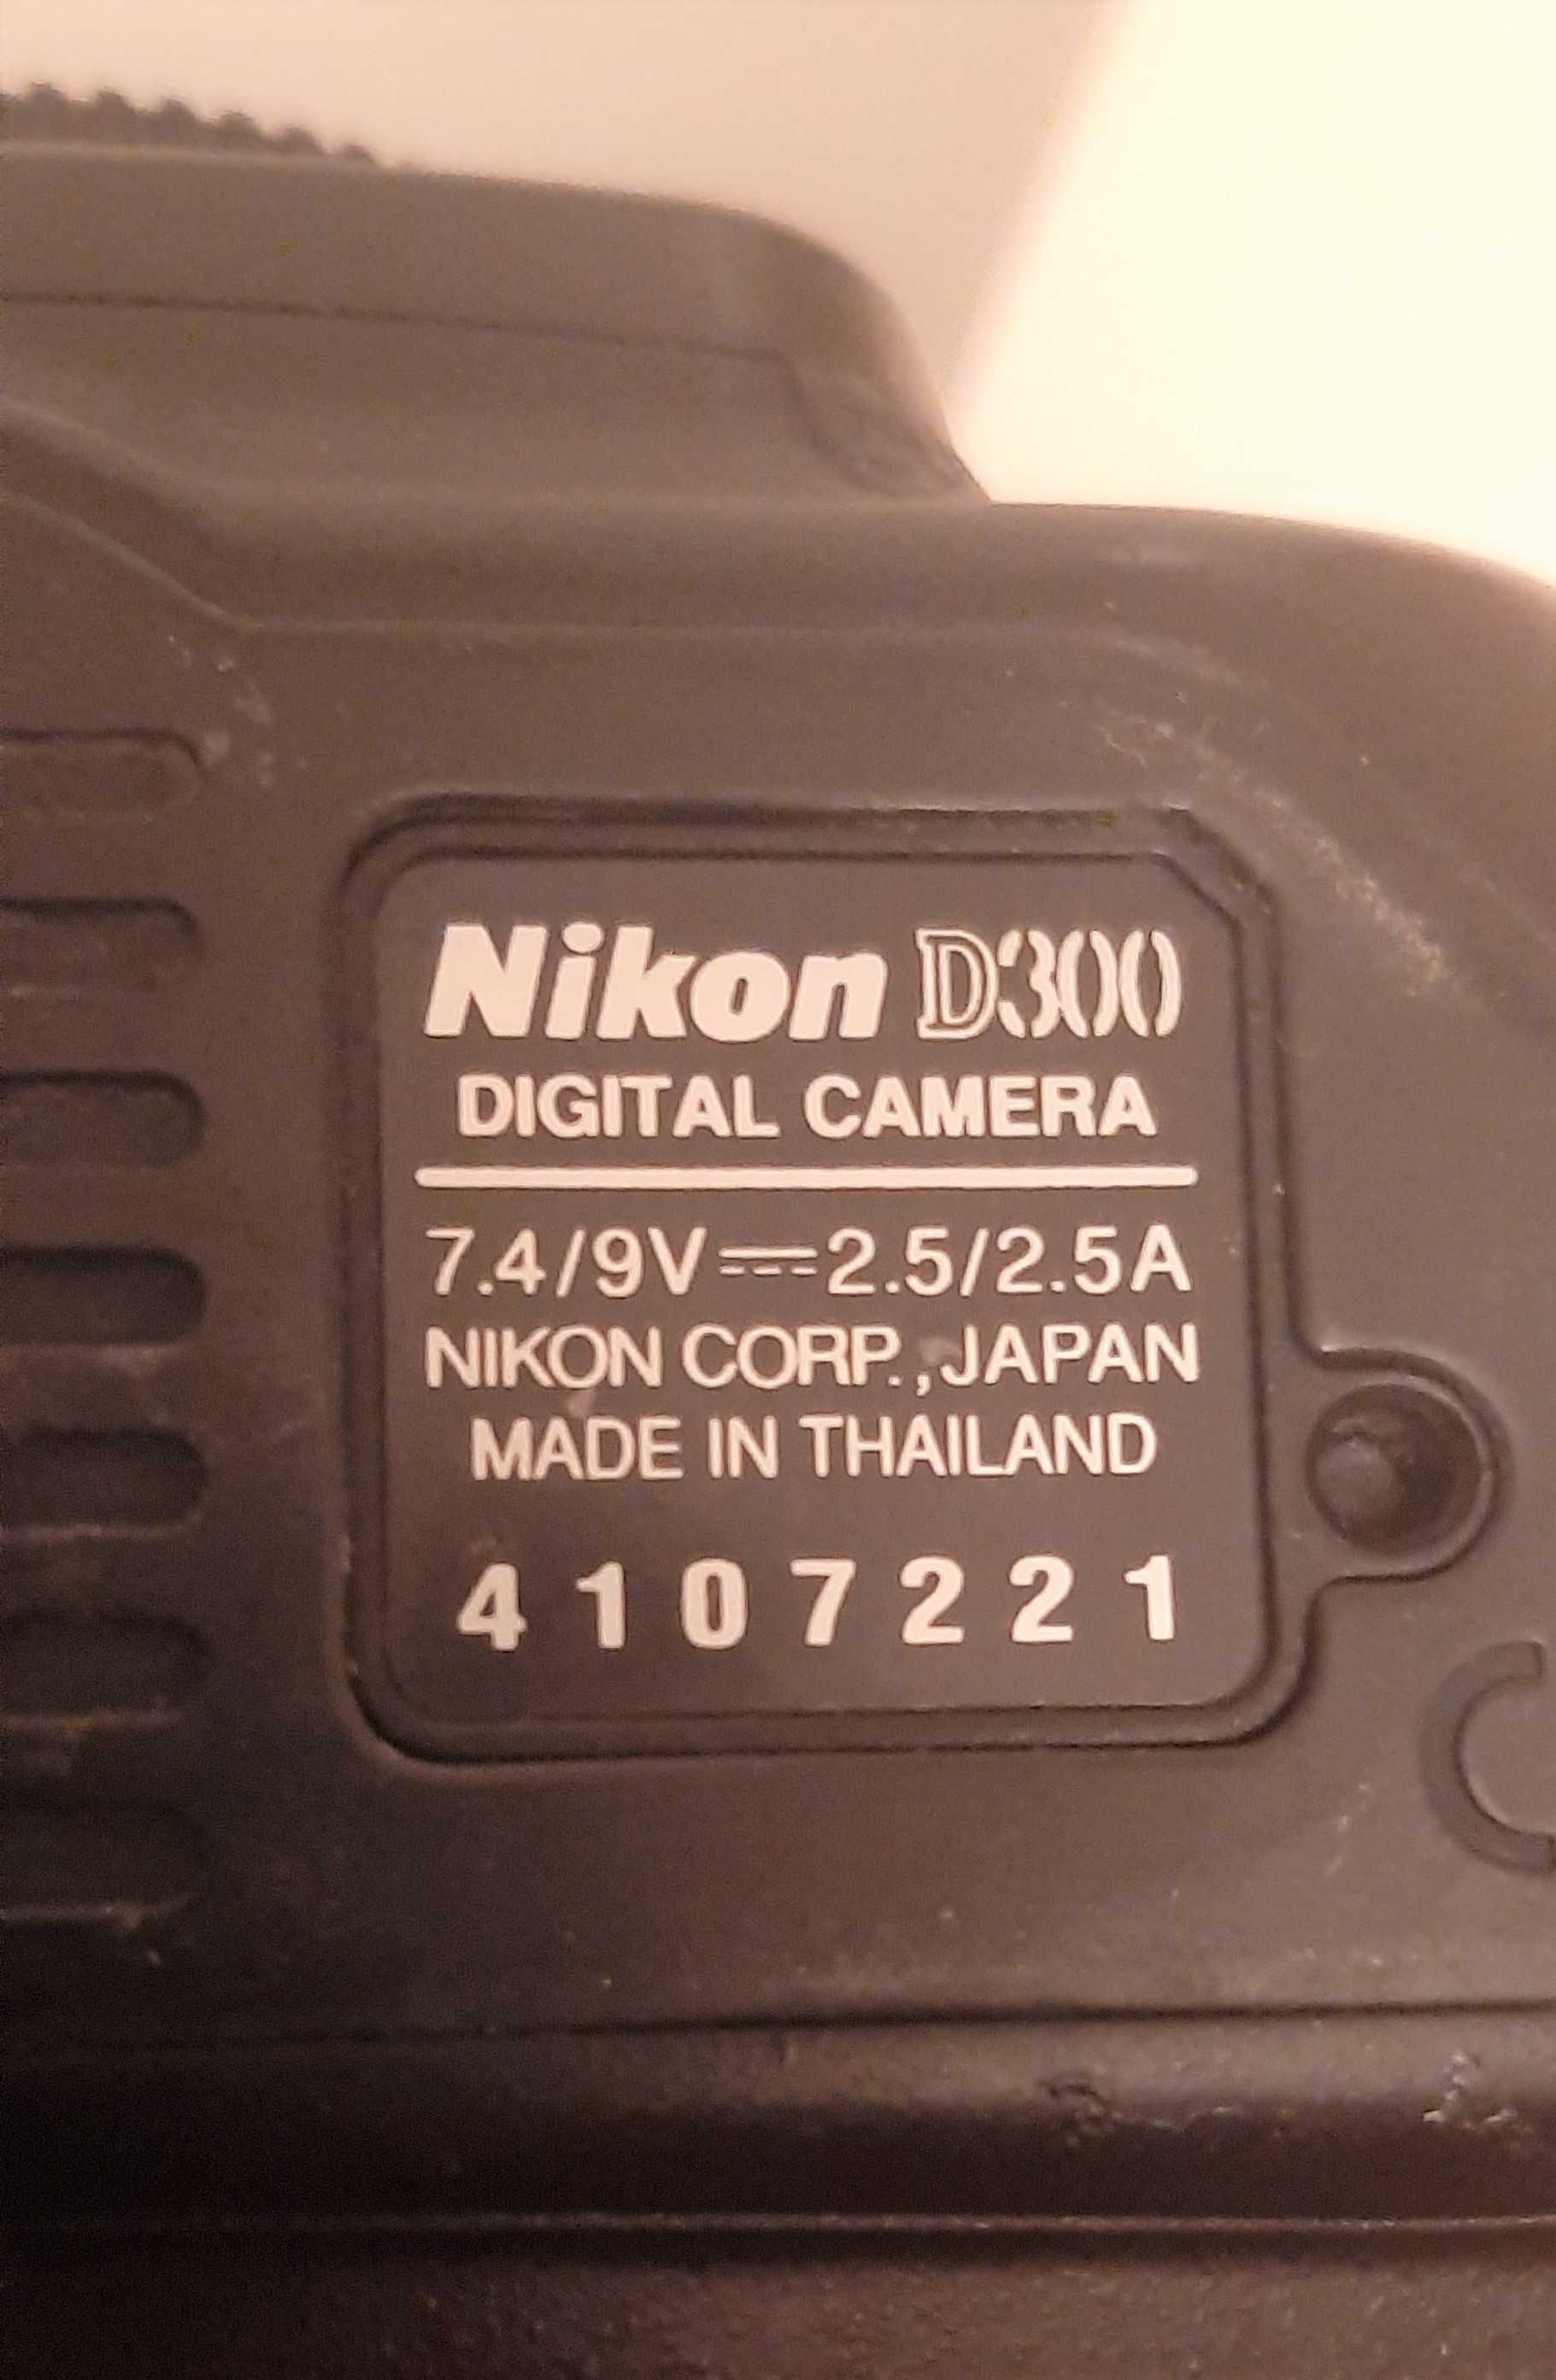 Nikon D300
DIGITAL CAMERA
7.4/9V⎓2.5/2.5A
NIKON CORP.,JAPAN
MADE IN THAILAND
4107221